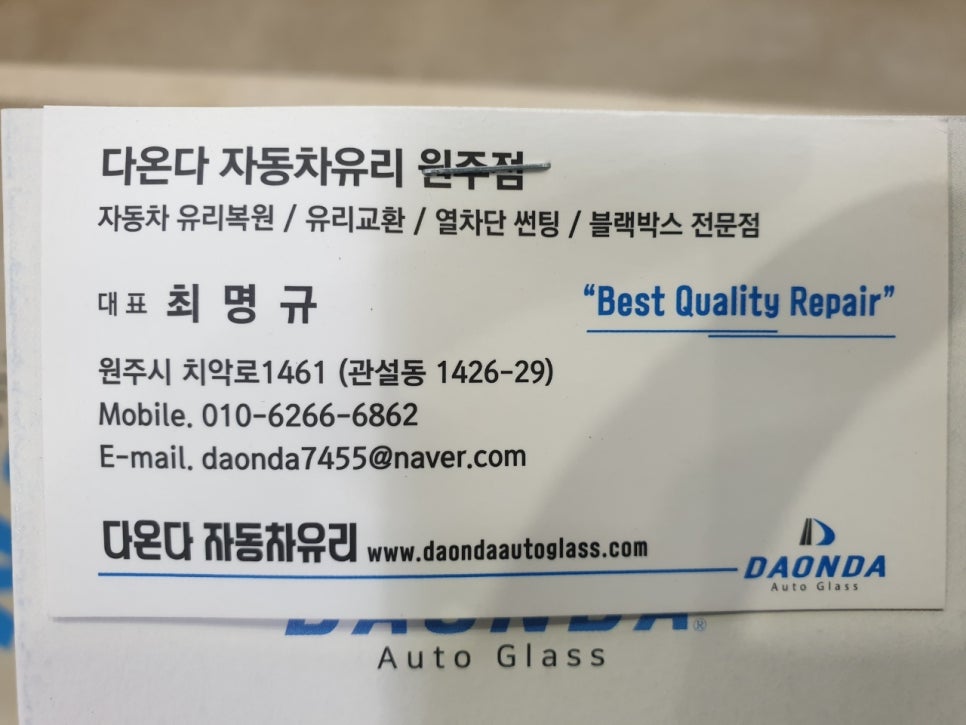 다온다 자동차유리 원주점
자동차 유리복원 / 유리교환 / 열차단 썬팅 / 블랙박스 전문점
대표 최명규
“Best Quality Repair”
원주시 치악로1461 (관설동 1426-29)
Mobile. 010-6266-6862
E-mail. daonda7455@naver.com
다온다 자동차유리 www.daondaautoglass.com
DAONDA
Auto Glass
DAONDA®
Auto Glass